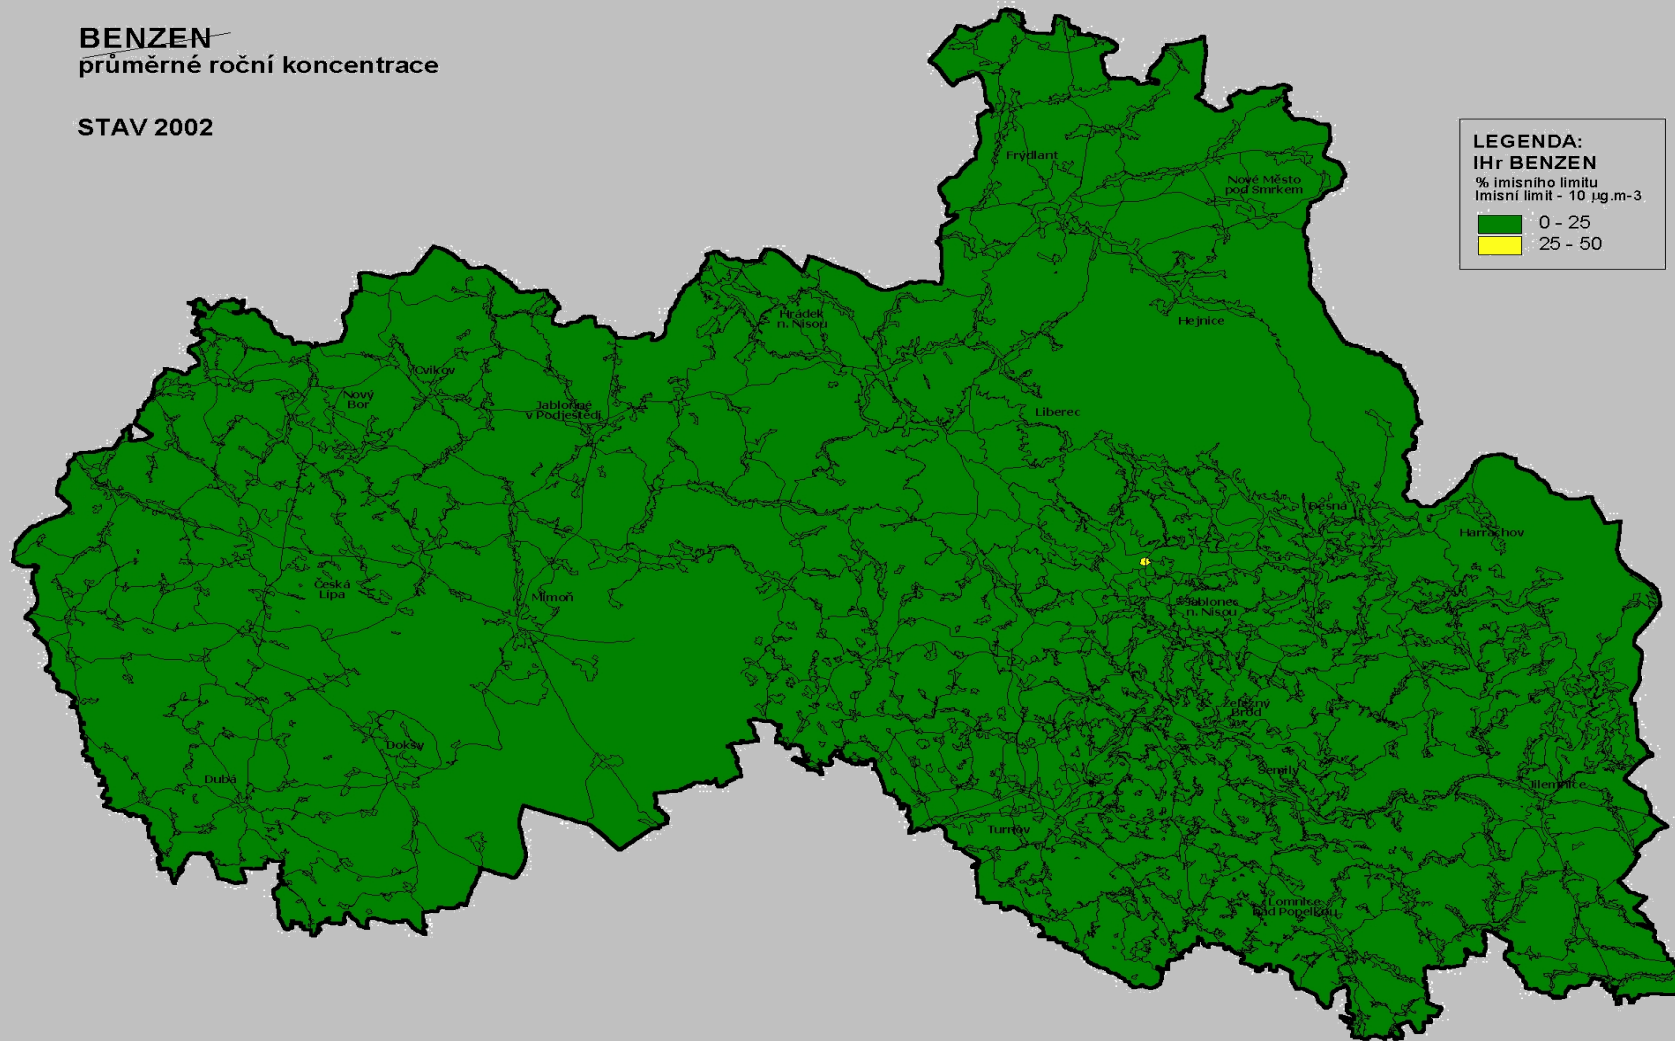 BENZEN
průměrné roční koncentrace
STAV 2002
LEGENDA:
IHr BENZEN
% imisního limitu
Imisní limit - 10 µg.m-3
0 - 25
25 - 50
Frýdlant
Nové Město
pod Smrkem
Hrádek
n. Nisou
Hejnice
Cvikov
Nový
Bor
Jablonné
v Podještědí
Liberec
Desná
Harrachov
Česká
Lípa
Mimoň
Jablonec
n. Nisou
Železný
Brod
Doksy
Dubá
Semily
Jilemnice
Turnov
Lomnice
nad Popelkou